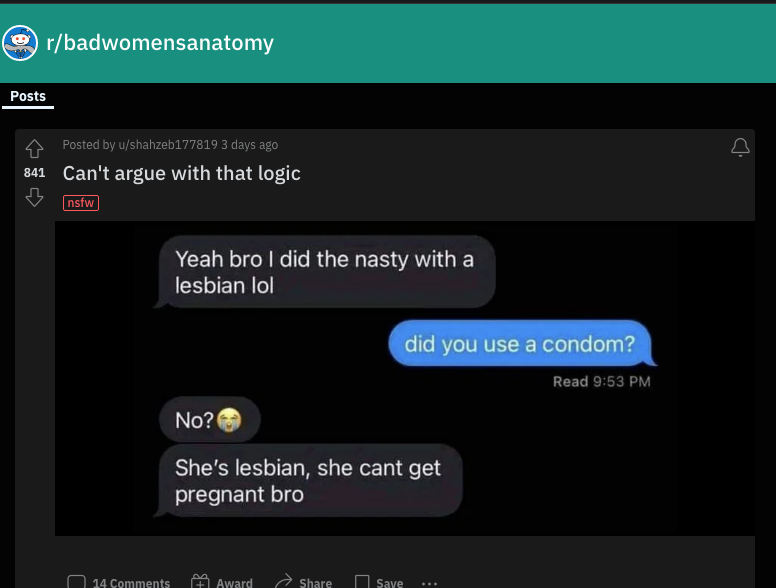 r/badwomensanatomy
Posts
Posted by u/shahzeb177819 3 days ago
841
Can't argue with that logic
nsfw
Yeah bro I did the nasty with a
lesbian lol
did you use a condom?
Read 9:53 PM
No?😭
She's lesbian, she cant get
pregnant bro
14 Comments Award Share Save ...